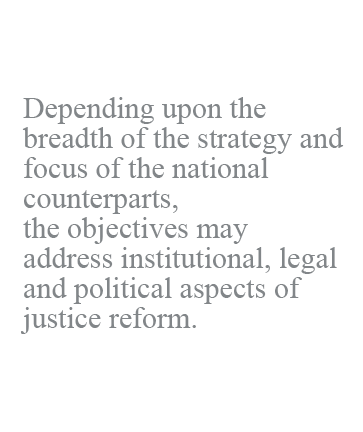 Depending upon the
breadth of the strategy and
focus of the national
counterparts,
the objectives may
address institutional, legal
and political aspects of
justice reform.